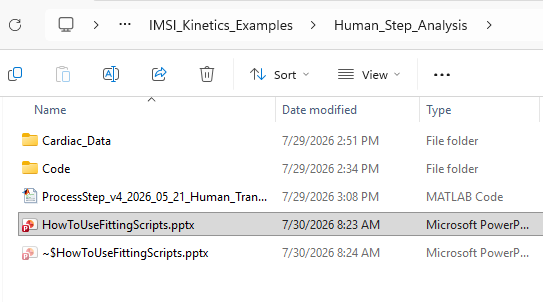 IMSI_Kinetics_Examples > Human_Step_Analysis >
Sort View
Name Date modified Type
Cardiac_Data 7/29/2026 2:51 PM File folder
Code 7/29/2026 2:34 PM File folder
ProcessStep_v4_2026_05_21_Human_Tran... 7/29/2026 3:08 PM MATLAB Code
HowToUseFittingScripts.pptx 7/30/2026 8:23 AM Microsoft PowerP...
~$HowToUseFittingScripts.pptx 7/30/2026 8:24 AM Microsoft PowerP...